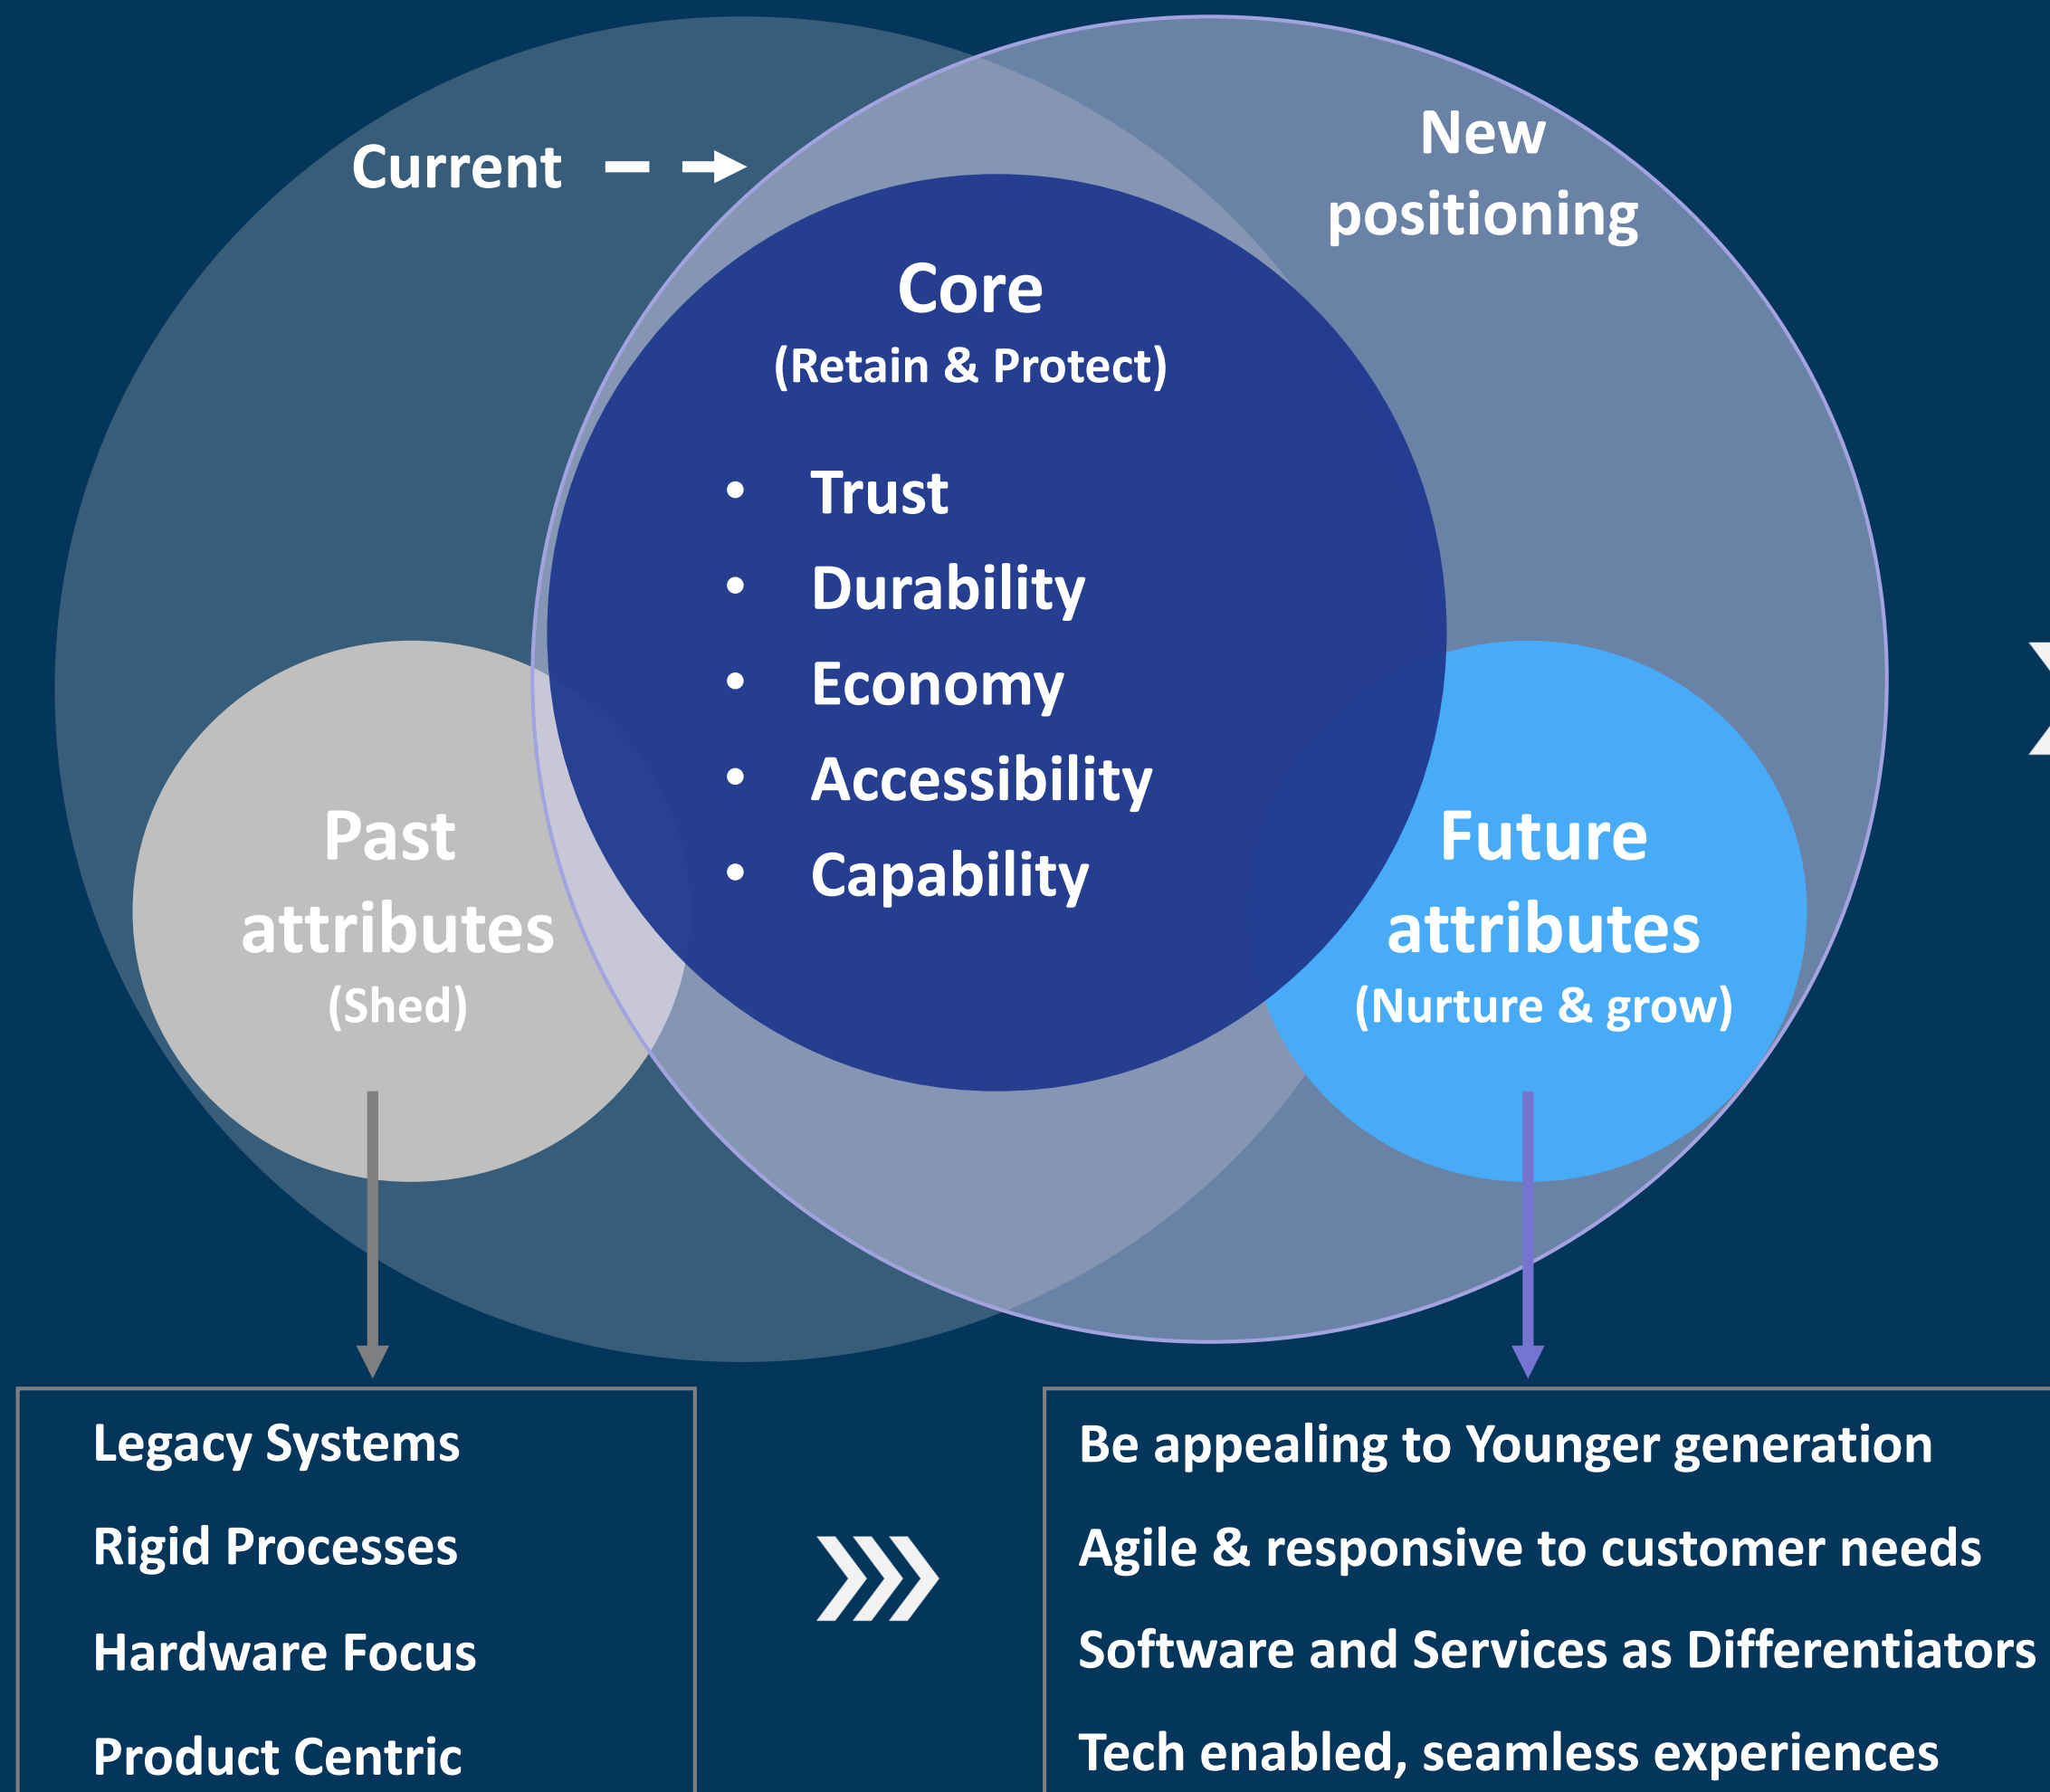 Current
New
positioning
Core
(Retain & Protect)
• Trust
• Durability
• Economy
• Accessibility
• Capability
Past
attributes
(Shed)
Future
attributes
(Nurture & grow)
Legacy Systems
Rigid Processes
Hardware Focus
Product Centric
Be appealing to Younger generation
Agile & responsive to customer needs
Software and Services as Differentiators
Tech enabled, seamless experiences